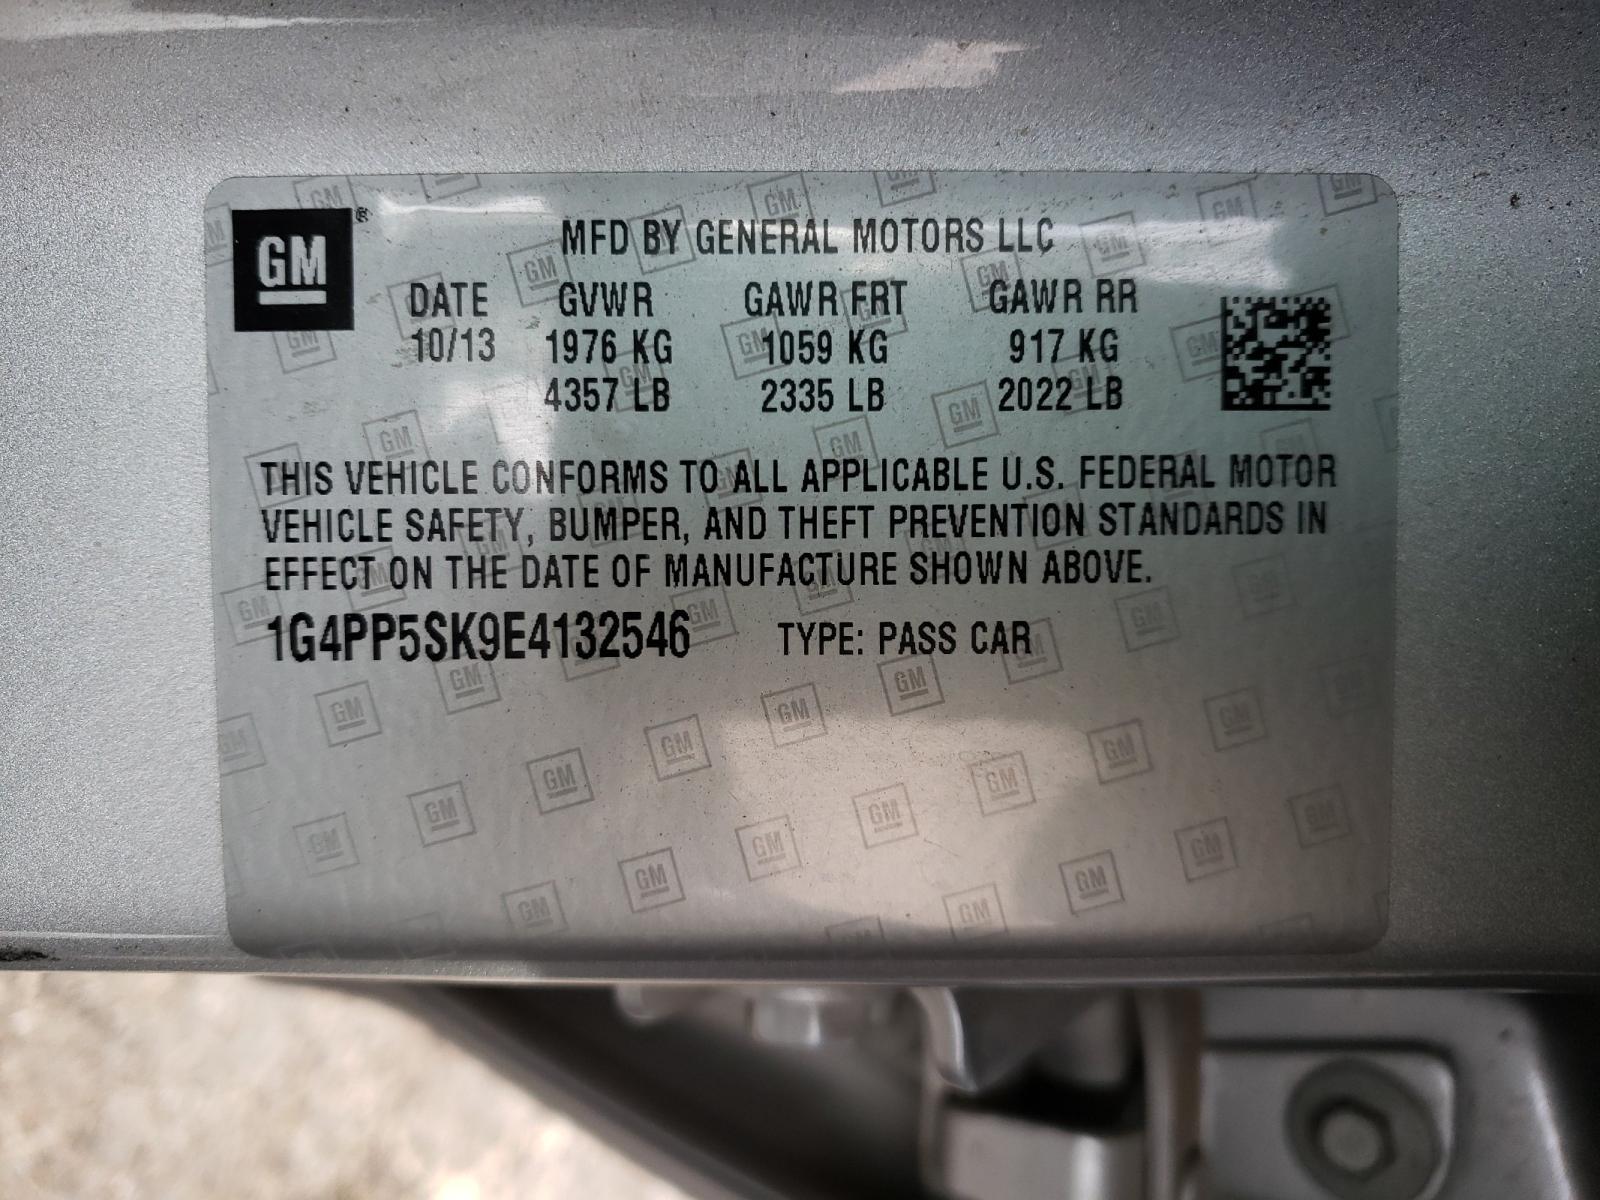 GM®
MFD BY GENERAL MOTORS LLC
DATE GVWR GAWR FRT GAWR RR
10/13 1976 KG 1059 KG 917 KG
4357 LB 2335 LB 2022 LB
THIS VEHICLE CONFORMS TO ALL APPLICABLE U.S. FEDERAL MOTOR
VEHICLE SAFETY, BUMPER, AND THEFT PREVENTION STANDARDS IN
EFFECT ON THE DATE OF MANUFACTURE SHOWN ABOVE.
1G4PP5SK9E4132546 TYPE: PASS CAR